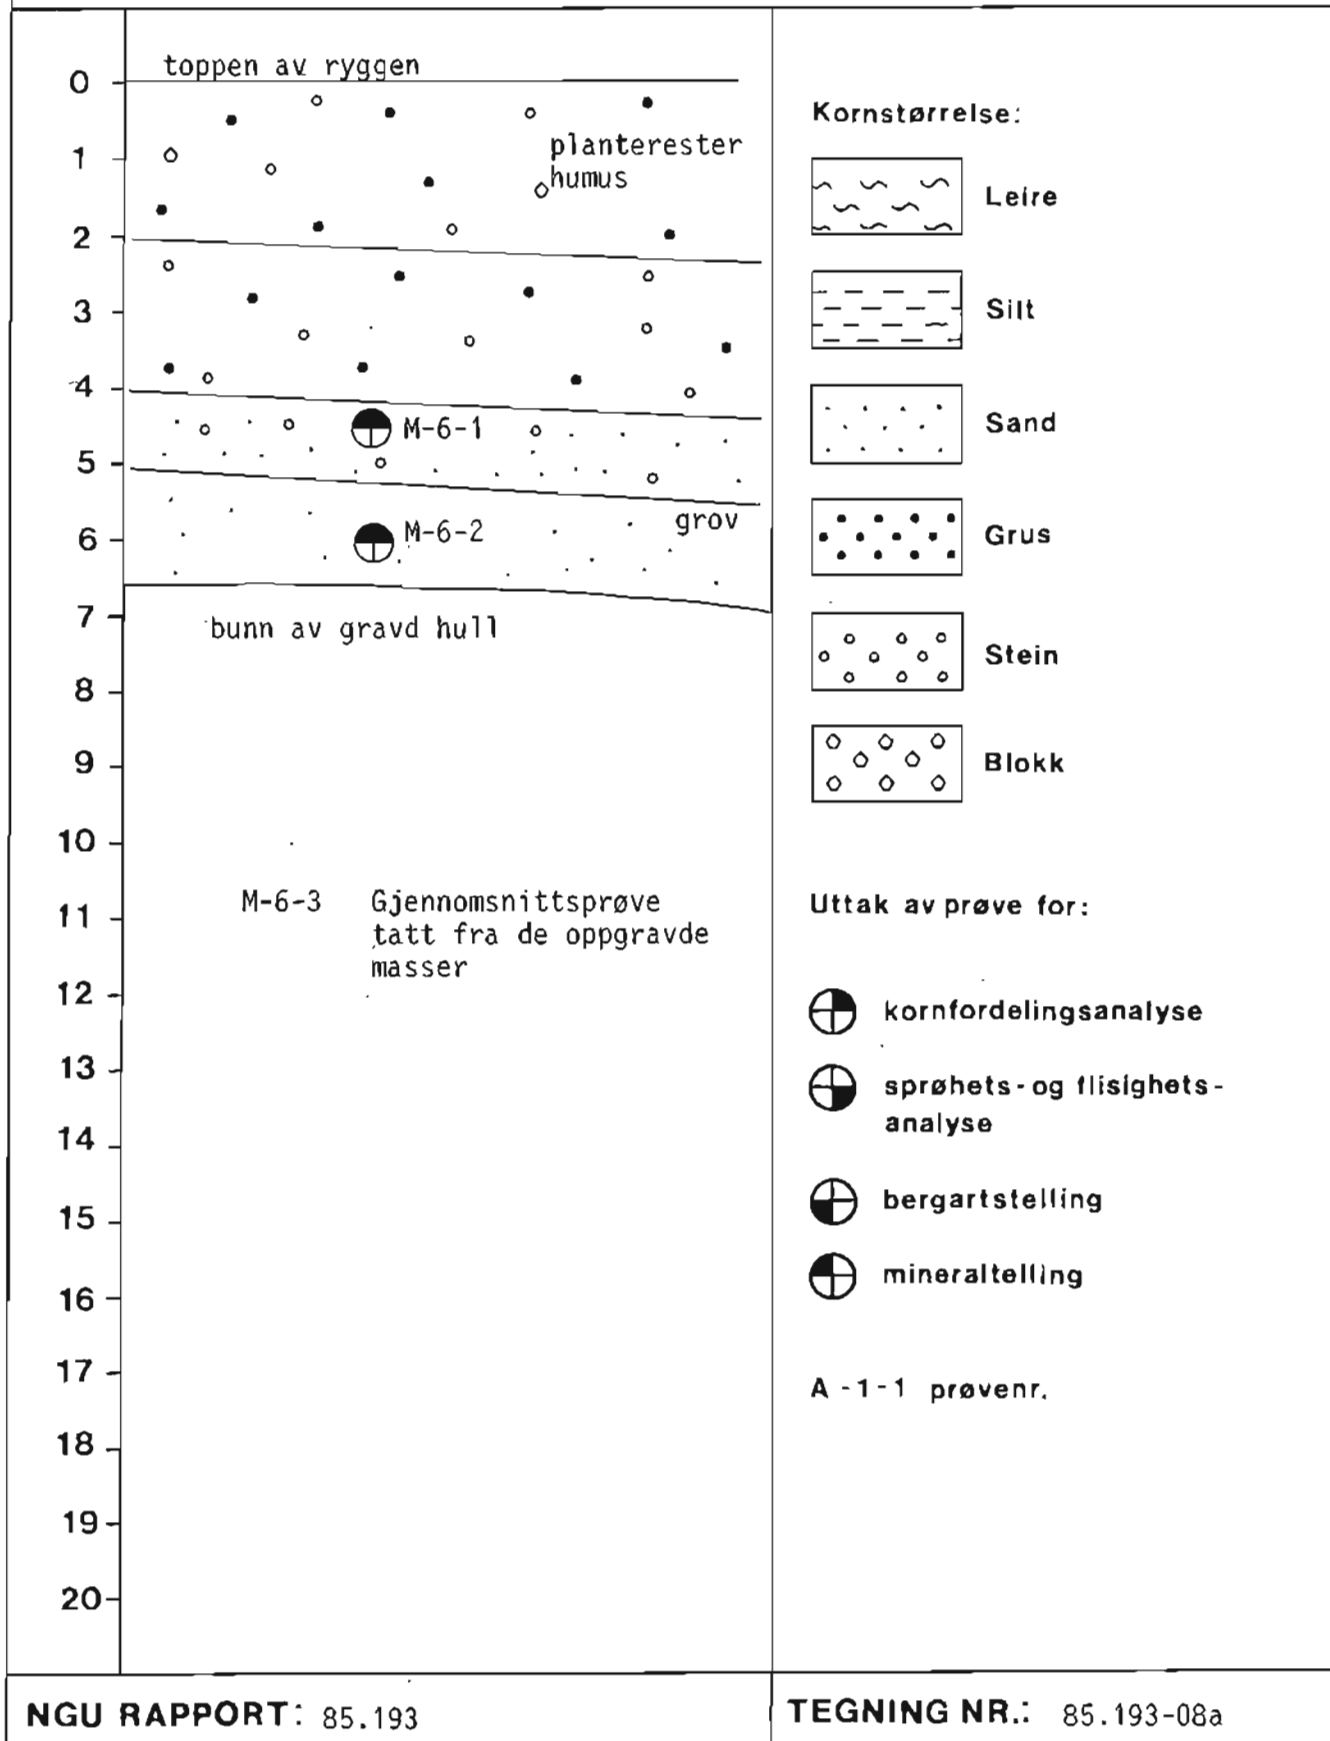 toppen av ryggen
0
1
2
3
4
5
6
7
8
9
10
11
12
13
14
15
16
17
18
19
20
planterester
humus
M-6-1
grov
M-6-2
bunn av gravd hull
M-6-3 Gjennomsnittsprøve
tatt fra de oppgravde
masser
Kornstørrelse:
Leire
Silt
Sand
Grus
Stein
Blokk
Uttak av prøve for:
kornfordelingsanalyse
sprøhets-og flisighets-
analyse
bergartstelling
mineraltelling
A -1-1 prøvenr.
NGU RAPPORT: 85.193
TEGNING NR.: 85.193-08a